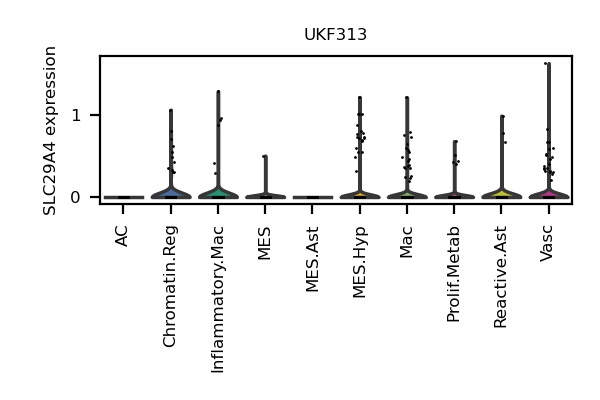 UKF313
SLC29A4 expression
1
0
AC
Chromatin.Reg
Inflammatory.Mac
MES
MES.Ast
MES.Hyp
Mac
Prolif.Metab
Reactive.Ast
Vasc